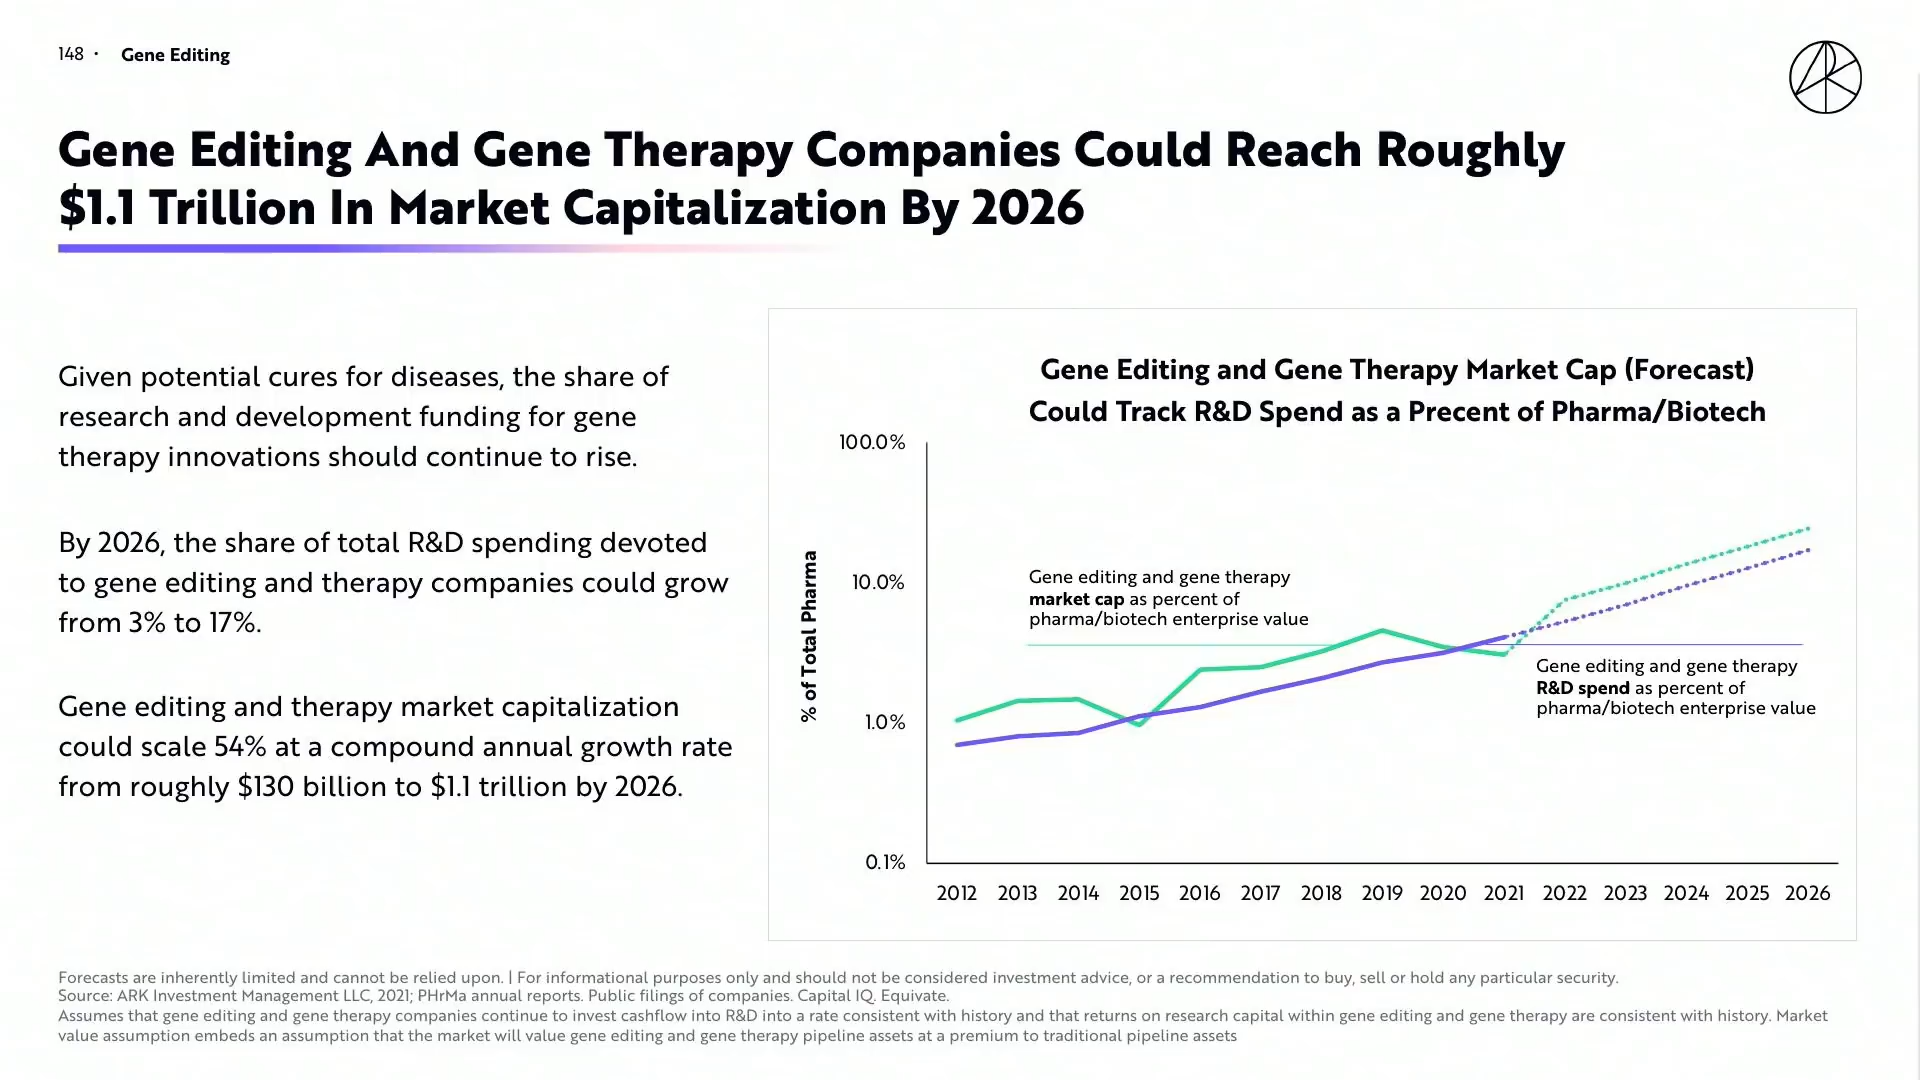 148 · Gene Editing
Gene Editing And Gene Therapy Companies Could Reach Roughly
$1.1 Trillion In Market Capitalization By 2026
Given potential cures for diseases, the share of
research and development funding for gene
therapy innovations should continue to rise.
By 2026, the share of total R&D spending devoted
to gene editing and therapy companies could grow
from 3% to 17%.
Gene editing and therapy market capitalization
could scale 54% at a compound annual growth rate
from roughly $130 billion to $1.1 trillion by 2026.
Gene Editing and Gene Therapy Market Cap (Forecast)
Could Track R&D Spend as a Precent of Pharma/Biotech
% of Total Pharma
100.0%
10.0%
1.0%
0.1%
Gene editing and gene therapy
market cap as percent of
pharma/biotech enterprise value
Gene editing and gene therapy
R&D spend as percent of
pharma/biotech enterprise value
2012 2013 2014 2015 2016 2017 2018 2019 2020 2021 2022 2023 2024 2025 2026
Forecasts are inherently limited and cannot be relied upon. | For informational purposes only and should not be considered investment advice, or a recommendation to buy, sell or hold any particular security.
Source: ARK Investment Management LLC, 2021; PHrMa annual reports. Public filings of companies. Capital IQ. Equivate.
Assumes that gene editing and gene therapy companies continue to invest cashflow into R&D into a rate consistent with history and that returns on research capital within gene editing and gene therapy are consistent with history. Market
value assumption embeds an assumption that the market will value gene editing and gene therapy pipeline assets at a premium to traditional pipeline assets